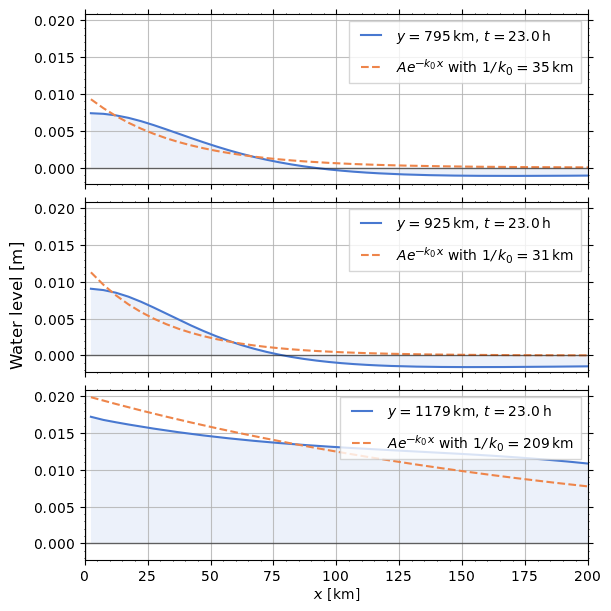 0.020
0.015
0.010
0.005
0.000
y = 795 km, t = 23.0 h
Ae^{-k_0x} with 1/k_0 = 35 km
0.020
0.015
0.010
0.005
0.000
y = 925 km, t = 23.0 h
Ae^{-k_0x} with 1/k_0 = 31 km
Water level [m]
0.020
0.015
0.010
0.005
0.000
y = 1179 km, t = 23.0 h
Ae^{-k_0x} with 1/k_0 = 209 km
0 25 50 75 100 125 150 175 200
x [km]